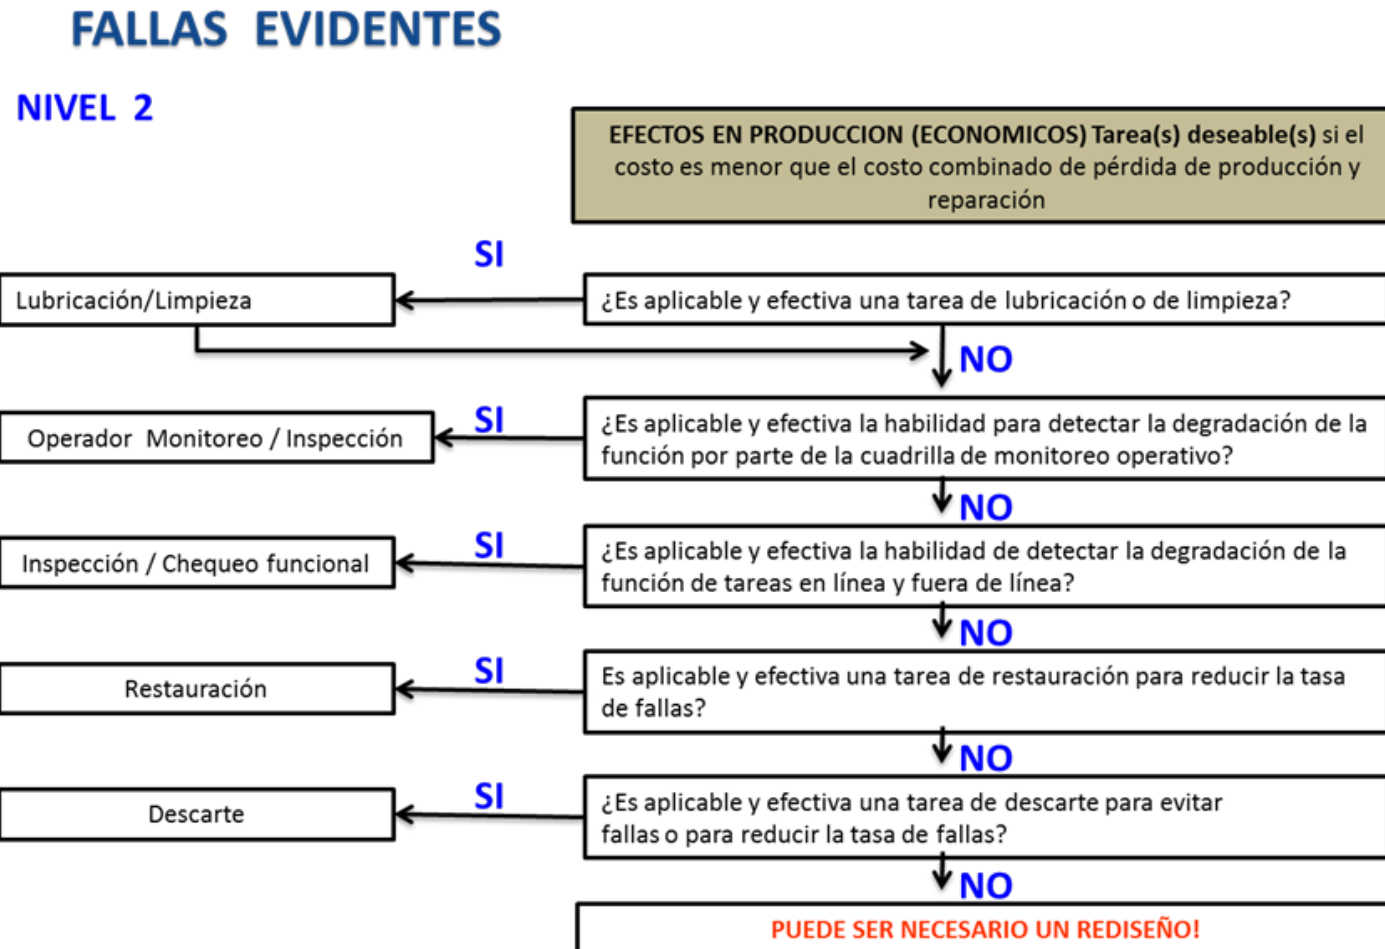 FALLAS EVIDENTES
NIVEL 2
EFECTOS EN PRODUCCION (ECONOMICOS) Tarea(s) deseable(s) si el
costo es menor que el costo combinado de pérdida de producción y
reparación
SI
Lubricación/Limpieza
¿Es aplicable y efectiva una tarea de lubricación o de limpieza?
NO
SI
Operador Monitoreo / Inspección
¿Es aplicable y efectiva la habilidad para detectar la degradación de la
función por parte de la cuadrilla de monitoreo operativo?
NO
SI
Inspección / Chequeo funcional
¿Es aplicable y efectiva la habilidad de detectar la degradación de la
función de tareas en línea y fuera de línea?
NO
SI
Restauración
Es aplicable y efectiva una tarea de restauración para reducir la tasa
de fallas?
NO
SI
Descarte
¿Es aplicable y efectiva una tarea de descarte para evitar
fallas o para reducir la tasa de fallas?
NO
PUEDE SER NECESARIO UN REDISEÑO!